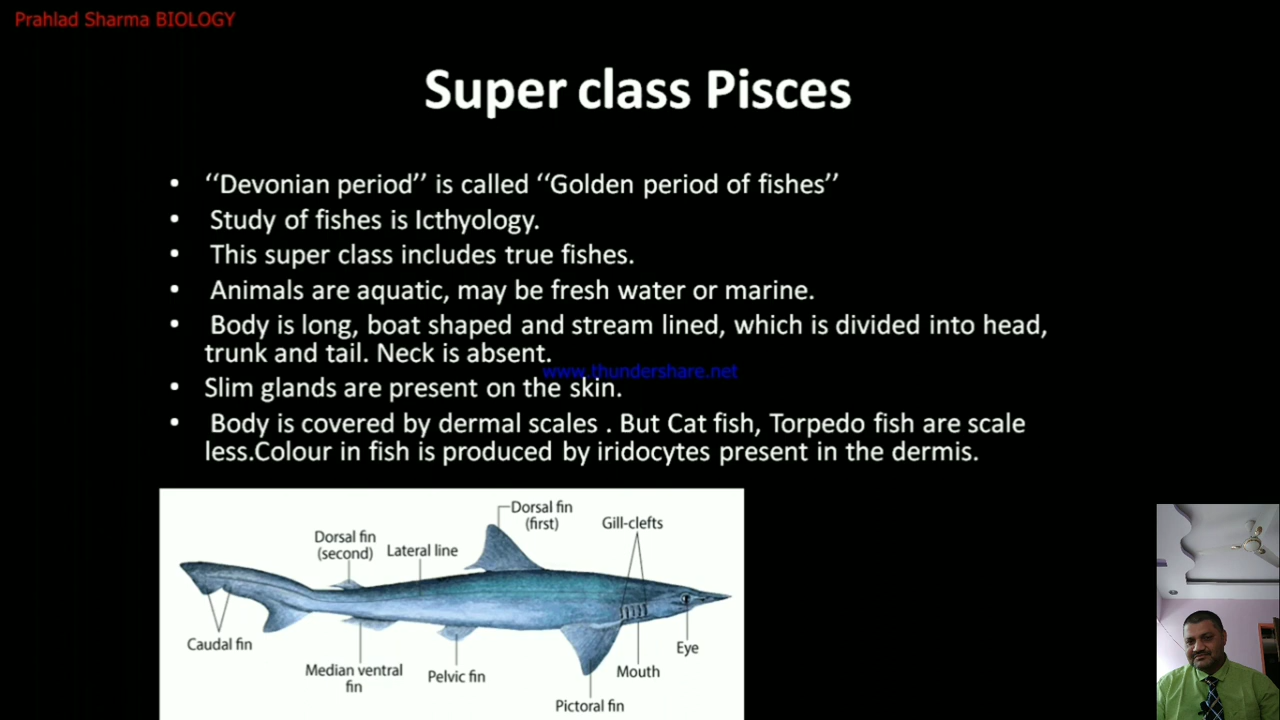 Prahlad Sharma BIOLOGY
Super class Pisces
• ‘‘Devonian period’’ is called ‘‘Golden period of fishes’’
• Study of fishes is Icthyology.
• This super class includes true fishes.
• Animals are aquatic, may be fresh water or marine.
• Body is long, boat shaped and stream lined, which is divided into head,
trunk and tail. Neck is absent.
www.thundershare.net
• Slim glands are present on the skin.
• Body is covered by dermal scales . But Cat fish, Torpedo fish are scale
less.Colour in fish is produced by iridocytes present in the dermis.
Dorsal fin
(first)
Gill-clefts
Dorsal fin
(second)
Lateral line
Caudal fin
Median ventral
fin
Pelvic fin
Eye
Mouth
Pictoral fin